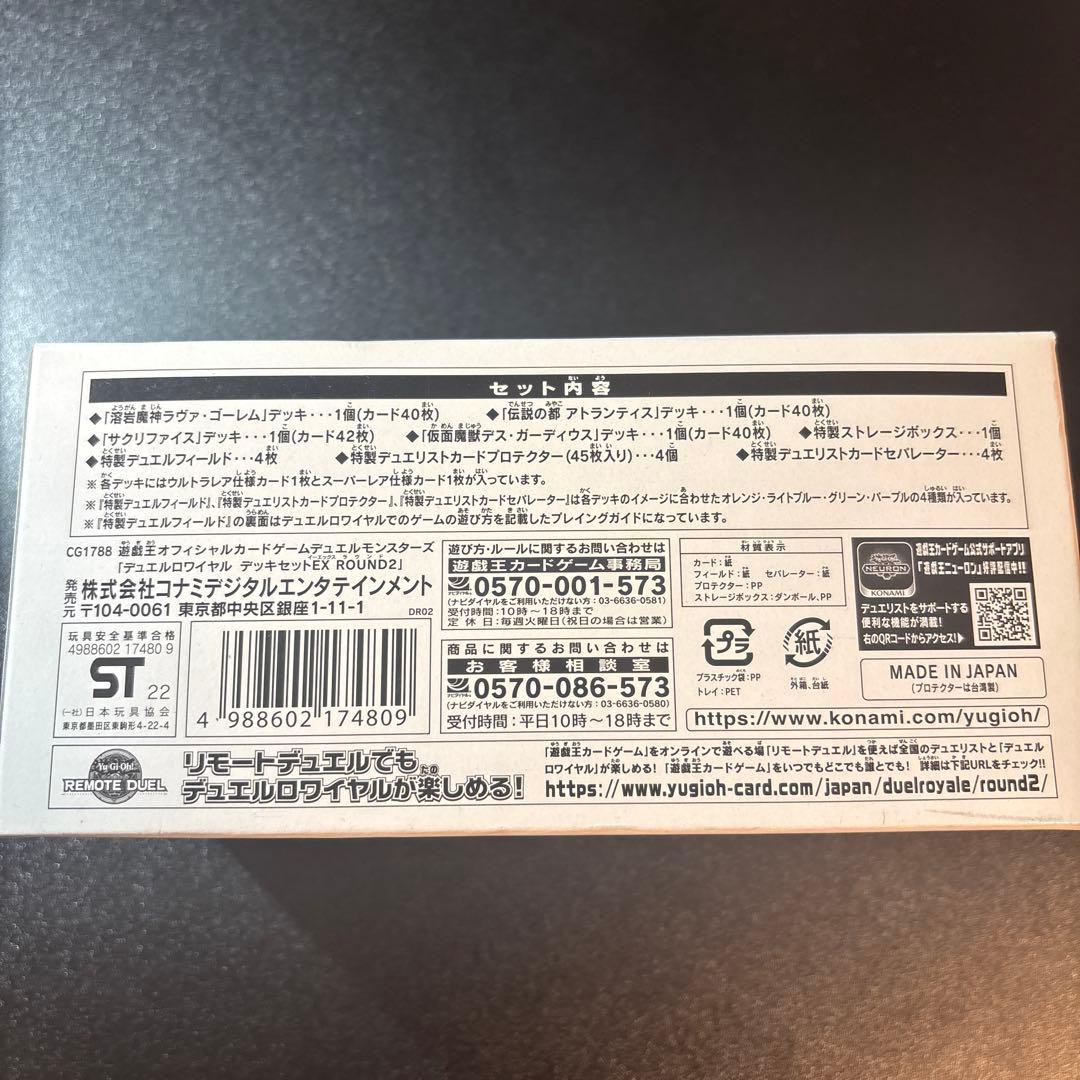 セット内容
◆「溶岩魔神ラヴァ・ゴーレム」デッキ・・・1個(カード40枚) ◆「伝説の都 アトランティス」デッキ・・・1個(カード40枚)
◆「サクリファイス」デッキ・・・1個(カード42枚) ◆「仮面魔獣デス・ガーディウス」デッキ・・・1個(カード40枚) ◆特製ストレージボックス・・・1個
◆特製デュエルフィールド・・・4枚 ◆特製デュエリストカードプロテクター(45枚入り)・・・4個 ◆特製デュエリストカードセパレーター・・・4枚
※各デッキにはウルトラレア仕様カード1枚とスーパーレア仕様カード1枚が入っています。
※『特製デュエルフィールド』、『特製デュエリストカードプロテクター』、『特製デュエリストカードセパレーター』は各デッキのイメージに合わせたオレンジ・ライトブルー・グリーン・パープルの4種類が入っています。
※『特製デュエルフィールド』の裏面はデュエルロワイヤルでのゲームの遊び方を記載したプレイングガイドになっています。
CG1788 遊戯王オフィシャルカードゲームデュエルモンスターズ
「デュエルロワイヤル デッキセットEX ROUND2」
発売元 株式会社コナミデジタルエンタテインメント
〒104-0061 東京都中央区銀座1-11-1 DR02
玩具安全基準合格
4988602 17480 9
ST 22
(一社)日本玩具協会
東京都墨田区東駒形4-22-4
4 988602 174809
遊び方・ルールに関するお問い合わせは
遊戯王カードゲーム事務局
ナビダイヤル 0570-001-573
(ナビダイヤルをご利用いただけない方：03-6636-0581)
受付時間：10時〜18時まで
定休日：毎週火曜日(祝日の場合は営業)
商品に関するお問い合わせは
お客様相談室
ナビダイヤル 0570-086-573
(ナビダイヤルをご利用いただけない方：03-6636-0580)
受付時間：平日10時〜18時まで
材質表示
カード：紙
フィールド：紙 セパレーター：紙
プロテクター：PP
ストレージボックス：ダンボール、PP
プラ
プラスチック袋：PP
トレイ：PET
紙
外箱、台紙
NEURON
KONAMI
遊戯王カードゲーム公式サポートアプリ
「遊戯王ニューロン」好評配信中!!
デュエリストをサポートする
便利な機能が満載!
右のQRコードからアクセス!▶
MADE IN JAPAN
(プロテクターは台湾製)
https://www.konami.com/yugioh/
Yu-Gi-Oh!
REMOTE DUEL
リモートデュエルでも
デュエルロワイヤルが楽しめる!
「遊戯王カードゲーム」をオンラインで遊べる場「リモートデュエル」を使えば全国のデュエリストと「デュエル
ロワイヤル」が楽しめる! 「遊戯王カードゲーム」をいつでもどこでも誰とでも! 詳細は下記URLをチェック!!
https://www.yugioh-card.com/japan/duelroyale/round2/